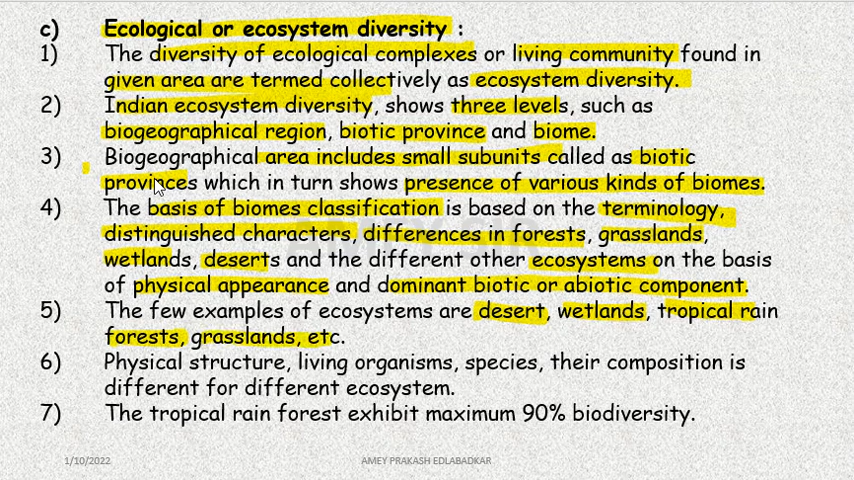 c) Ecological or ecosystem diversity :
1) The diversity of ecological complexes or living community found in
given area are termed collectively as ecosystem diversity.
2) Indian ecosystem diversity, shows three levels, such as
biogeographical region, biotic province and biome.
3) Biogeographical area includes small subunits called as biotic
provinces which in turn shows presence of various kinds of biomes.
4) The basis of biomes classification is based on the terminology,
distinguished characters, differences in forests, grasslands,
wetlands, deserts and the different other ecosystems on the basis
of physical appearance and dominant biotic or abiotic component.
5) The few examples of ecosystems are desert, wetlands, tropical rain
forests, grasslands, etc.
6) Physical structure, living organisms, species, their composition is
different for different ecosystem.
7) The tropical rain forest exhibit maximum 90% biodiversity.
1/10/2022 AMEY PRAKASH EDLABADKAR